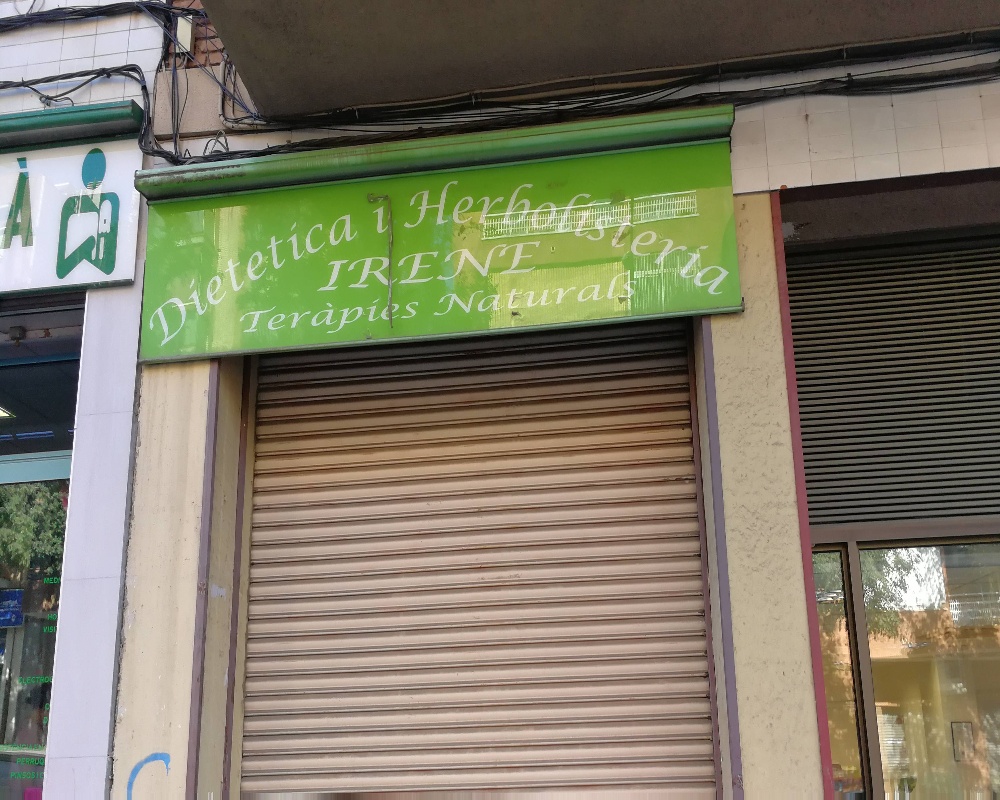 À
Dietetica i Herbolisteria
IRENE
Teràpies Naturals